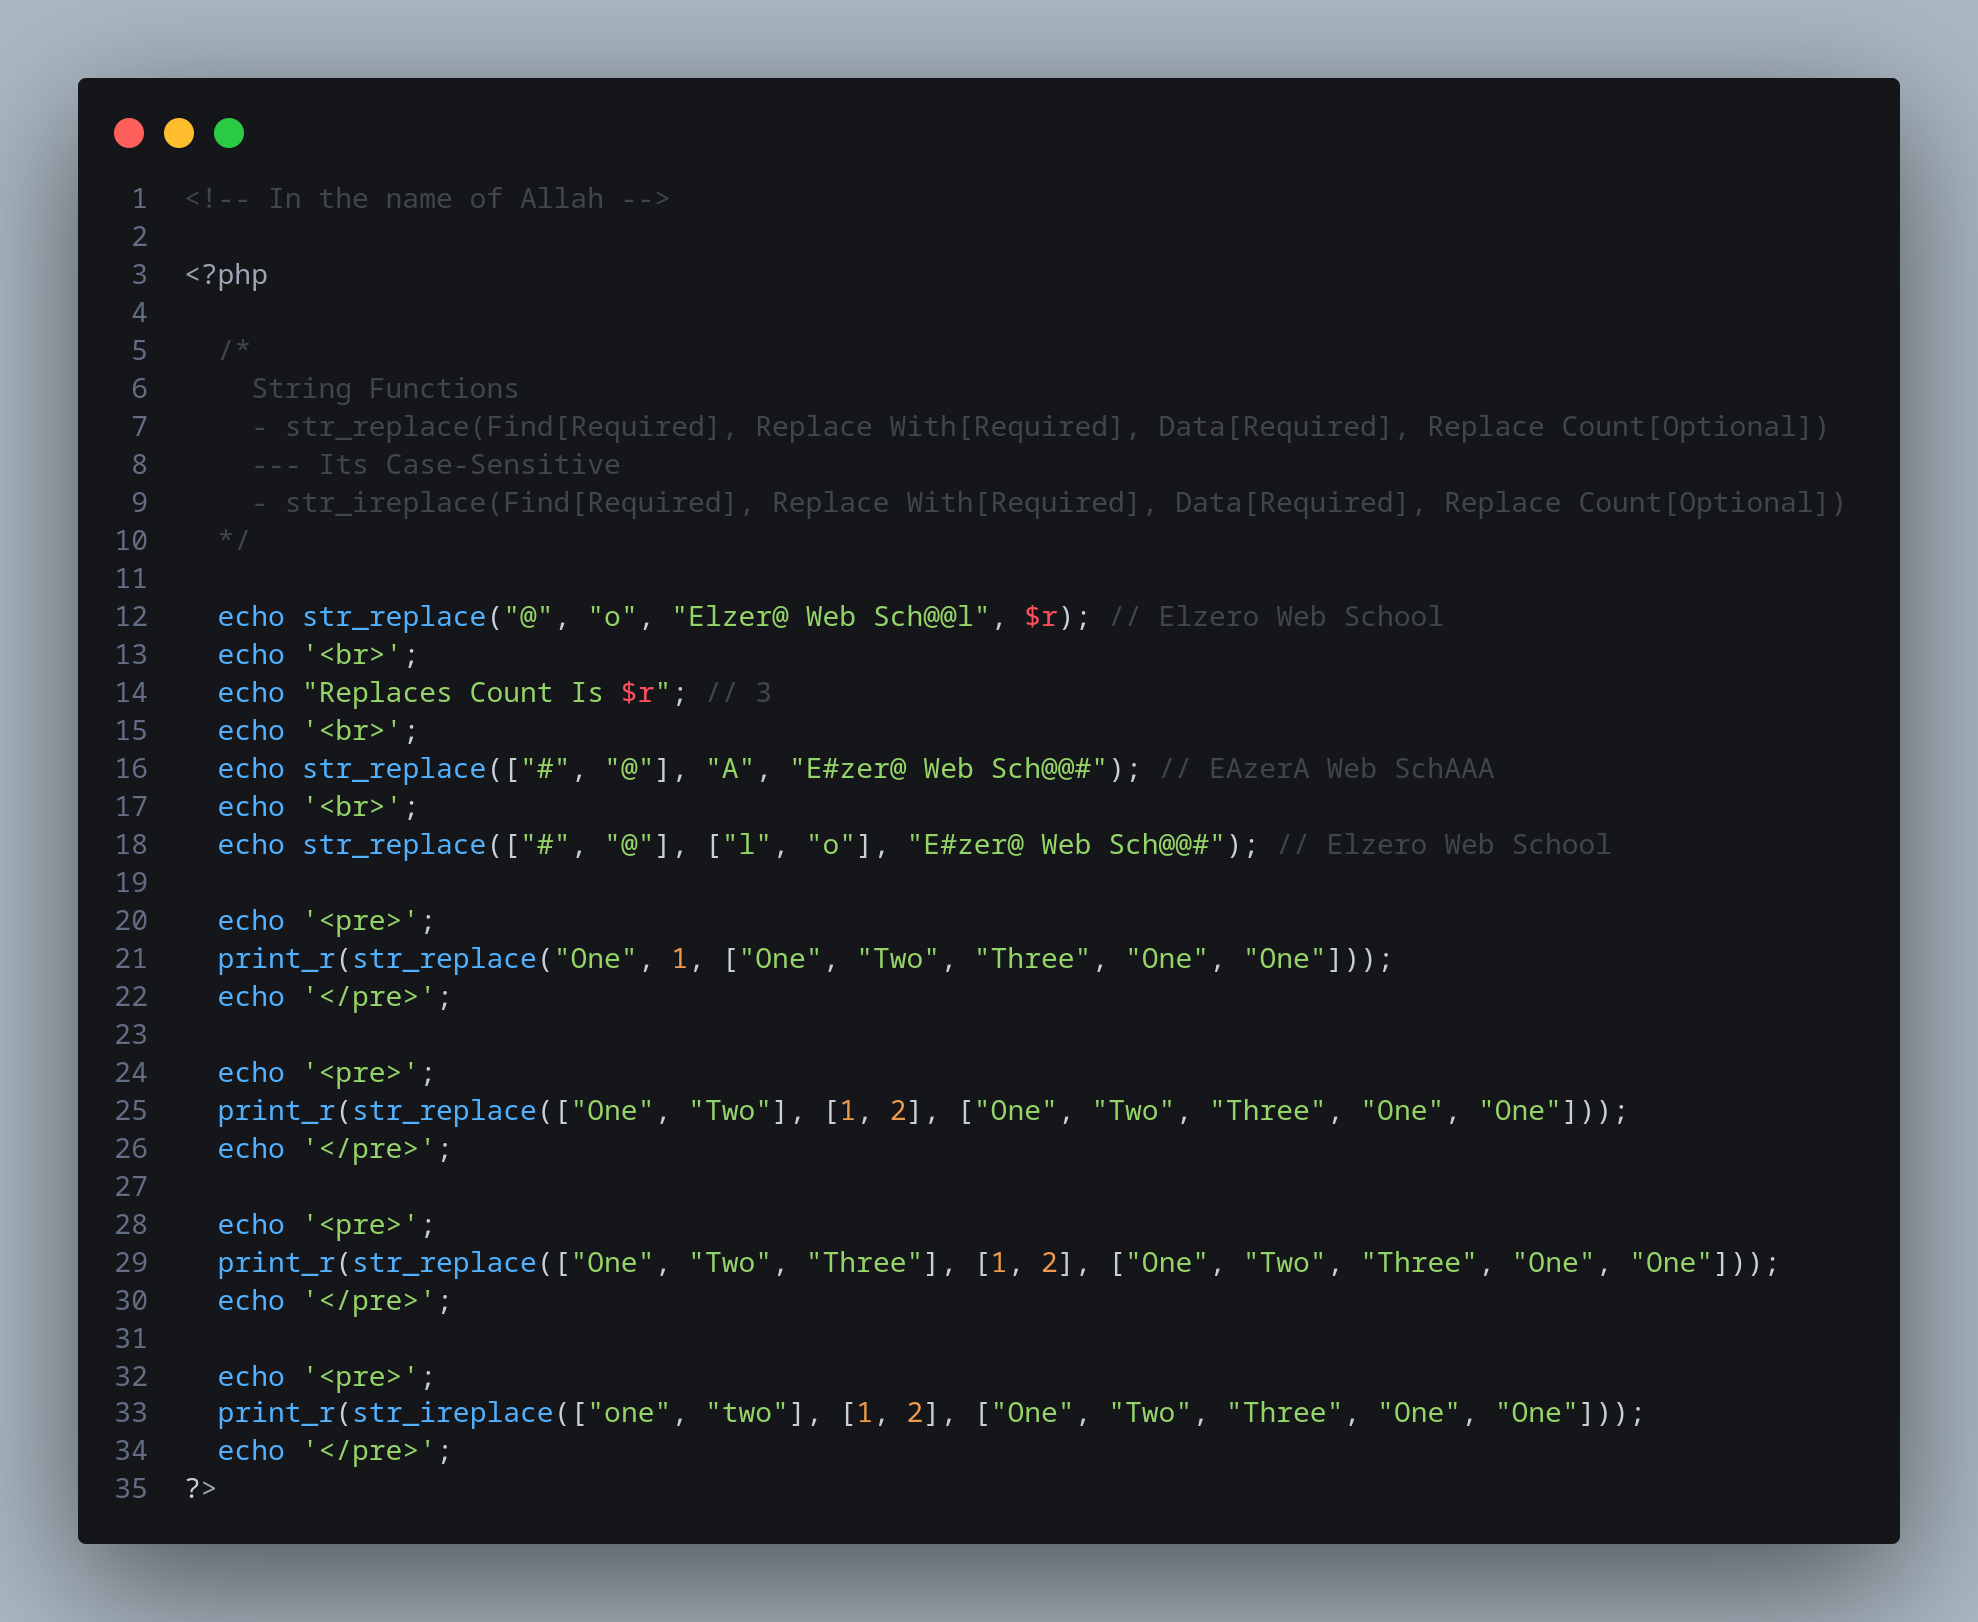 1 <!-- In the name of Allah -->
2
3 <?php
4
5   /*
6     String Functions
7     - str_replace(Find[Required], Replace With[Required], Data[Required], Replace Count[Optional])
8     --- Its Case-Sensitive
9     - str_ireplace(Find[Required], Replace With[Required], Data[Required], Replace Count[Optional])
10   */
11
12   echo str_replace("@", "o", "Elzer@ Web Sch@@l", $r); // Elzero Web School
13   echo '<br>';
14   echo "Replaces Count Is $r"; // 3
15   echo '<br>';
16   echo str_replace(["#", "@"], "A", "E#zer@ Web Sch@@#"); // EAzerA Web SchAAA
17   echo '<br>';
18   echo str_replace(["#", "@"], ["l", "o"], "E#zer@ Web Sch@@#"); // Elzero Web School
19
20   echo '<pre>';
21   print_r(str_replace("One", 1, ["One", "Two", "Three", "One", "One"]));
22   echo '</pre>';
23
24   echo '<pre>';
25   print_r(str_replace(["One", "Two"], [1, 2], ["One", "Two", "Three", "One", "One"]));
26   echo '</pre>';
27
28   echo '<pre>';
29   print_r(str_replace(["One", "Two", "Three"], [1, 2], ["One", "Two", "Three", "One", "One"]));
30   echo '</pre>';
31
32   echo '<pre>';
33   print_r(str_ireplace(["one", "two"], [1, 2], ["One", "Two", "Three", "One", "One"]));
34   echo '</pre>';
35 ?>